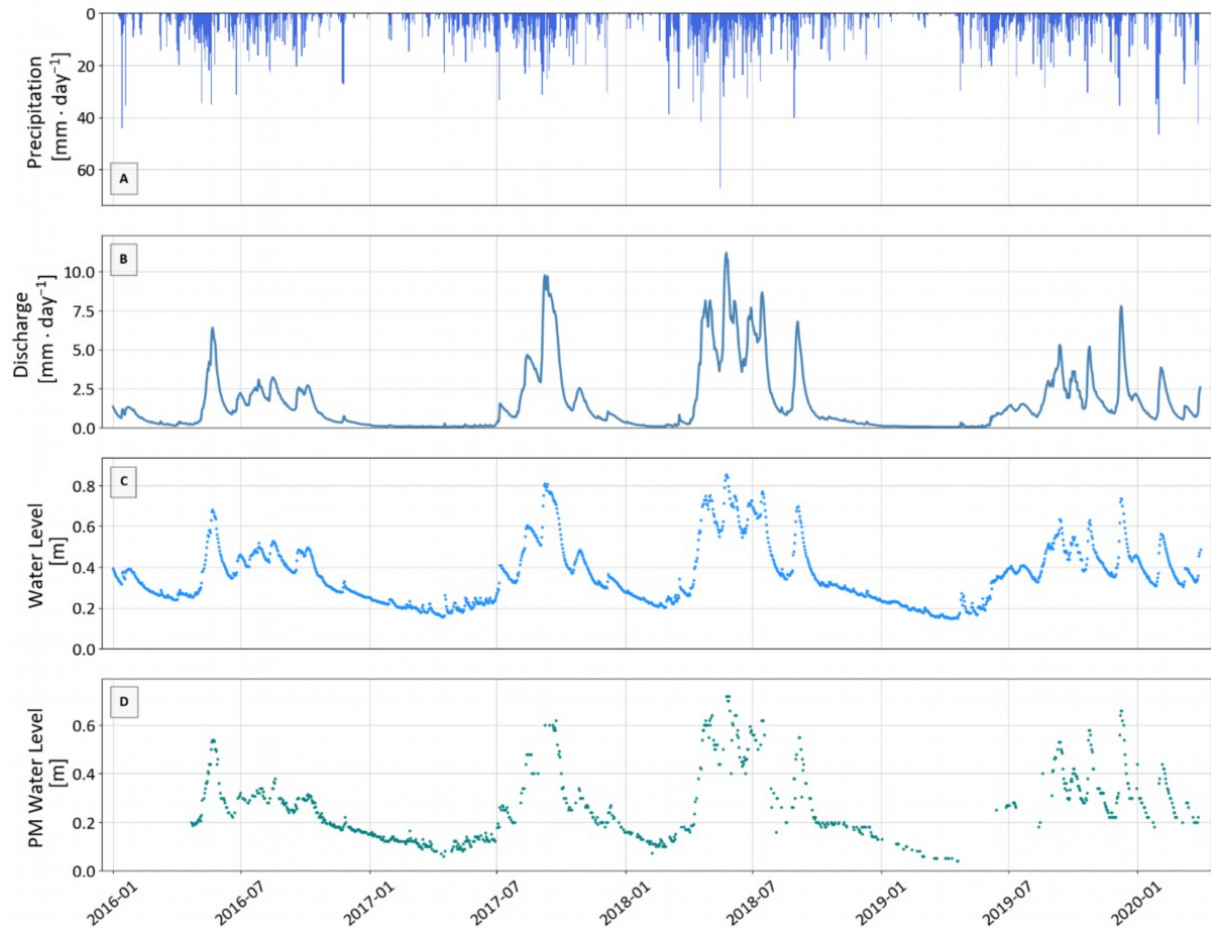 0
20
40
60
Precipitation
[mm · day⁻¹]
A
10.0
7.5
5.0
2.5
0.0
Discharge
[mm · day⁻¹]
B
0.8
0.6
0.4
0.2
0.0
Water Level
[m]
C
0.6
0.4
0.2
0.0
PM Water Level
[m]
D
2016-01
2016-07
2017-01
2017-07
2018-01
2018-07
2019-01
2019-07
2020-01